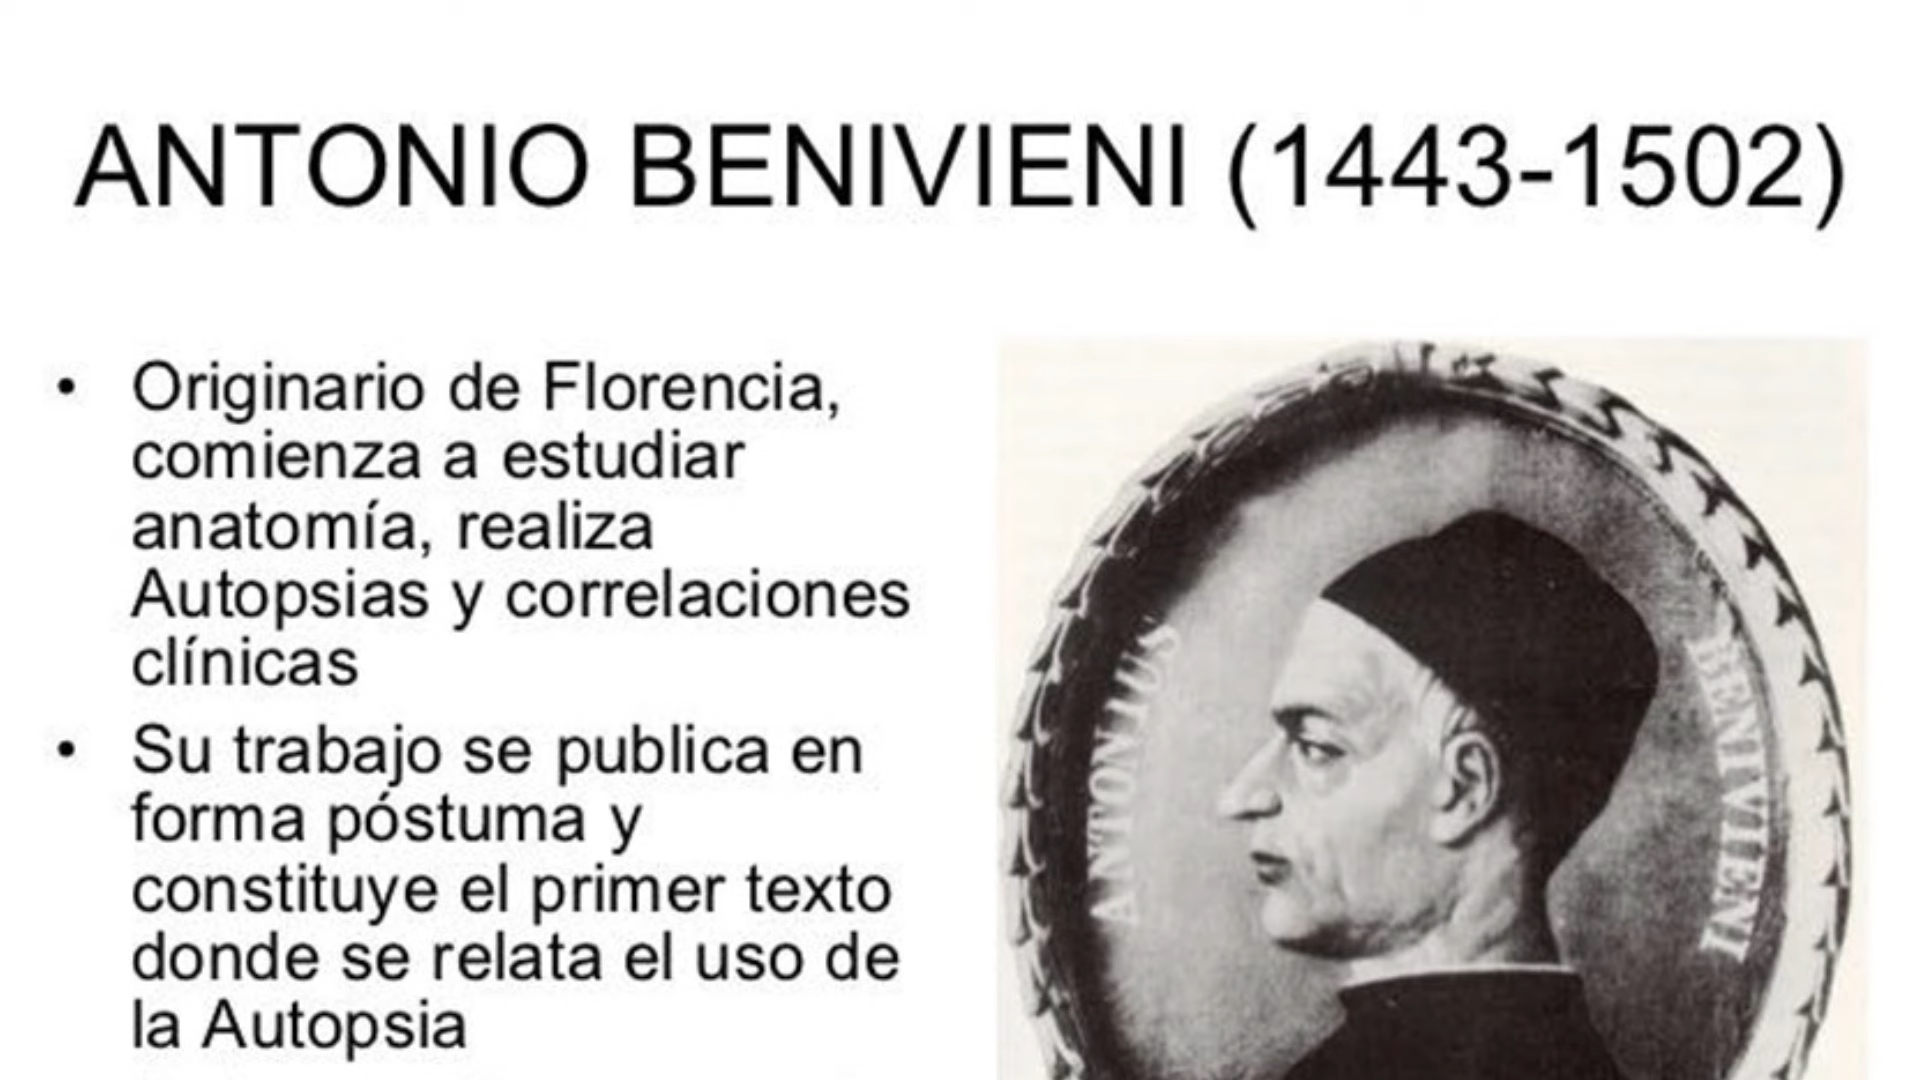 ANTONIO BENIVIENI (1443-1502)
• Originario de Florencia,
comienza a estudiar
anatomía, realiza
Autopsias y correlaciones
clínicas
• Su trabajo se publica en
forma póstuma y
constituye el primer texto
donde se relata el uso de
la Autopsia
ANTONIVS
BENIVIENI